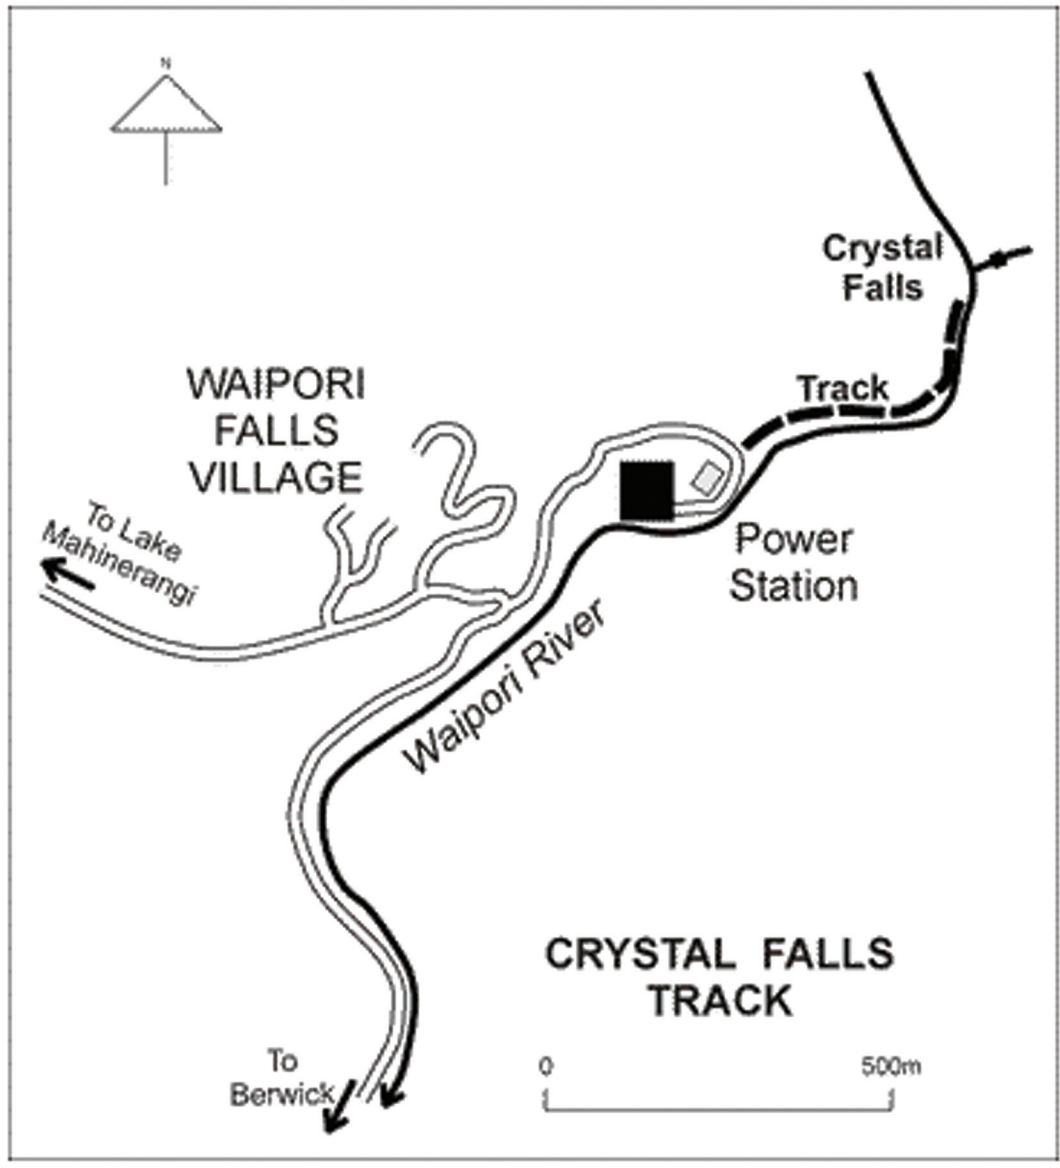 N
Crystal
Falls
Track
WAIPORI
FALLS
VILLAGE
To Lake
Mahinerangi
Power
Station
Waipori River
CRYSTAL FALLS
TRACK
0 500m
To
Berwick